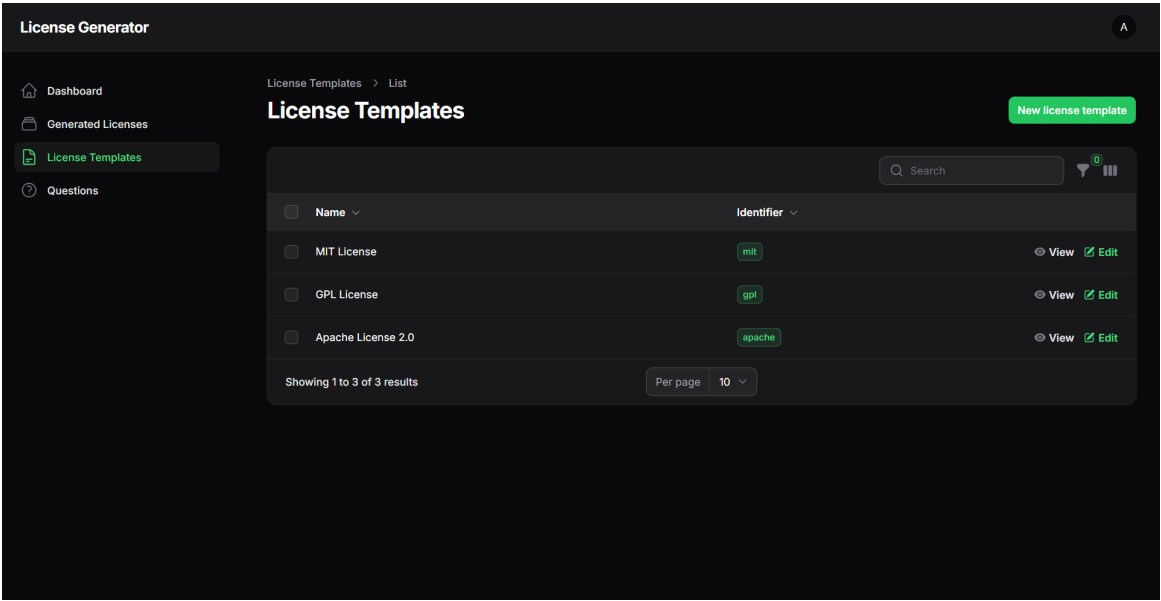 License Generator
A
Dashboard
Generated Licenses
License Templates
Questions
License Templates > List
License Templates
New license template
Search
0
Name Identifier
MIT License mit View Edit
GPL License gpl View Edit
Apache License 2.0 apache View Edit
Showing 1 to 3 of 3 results Per page 10